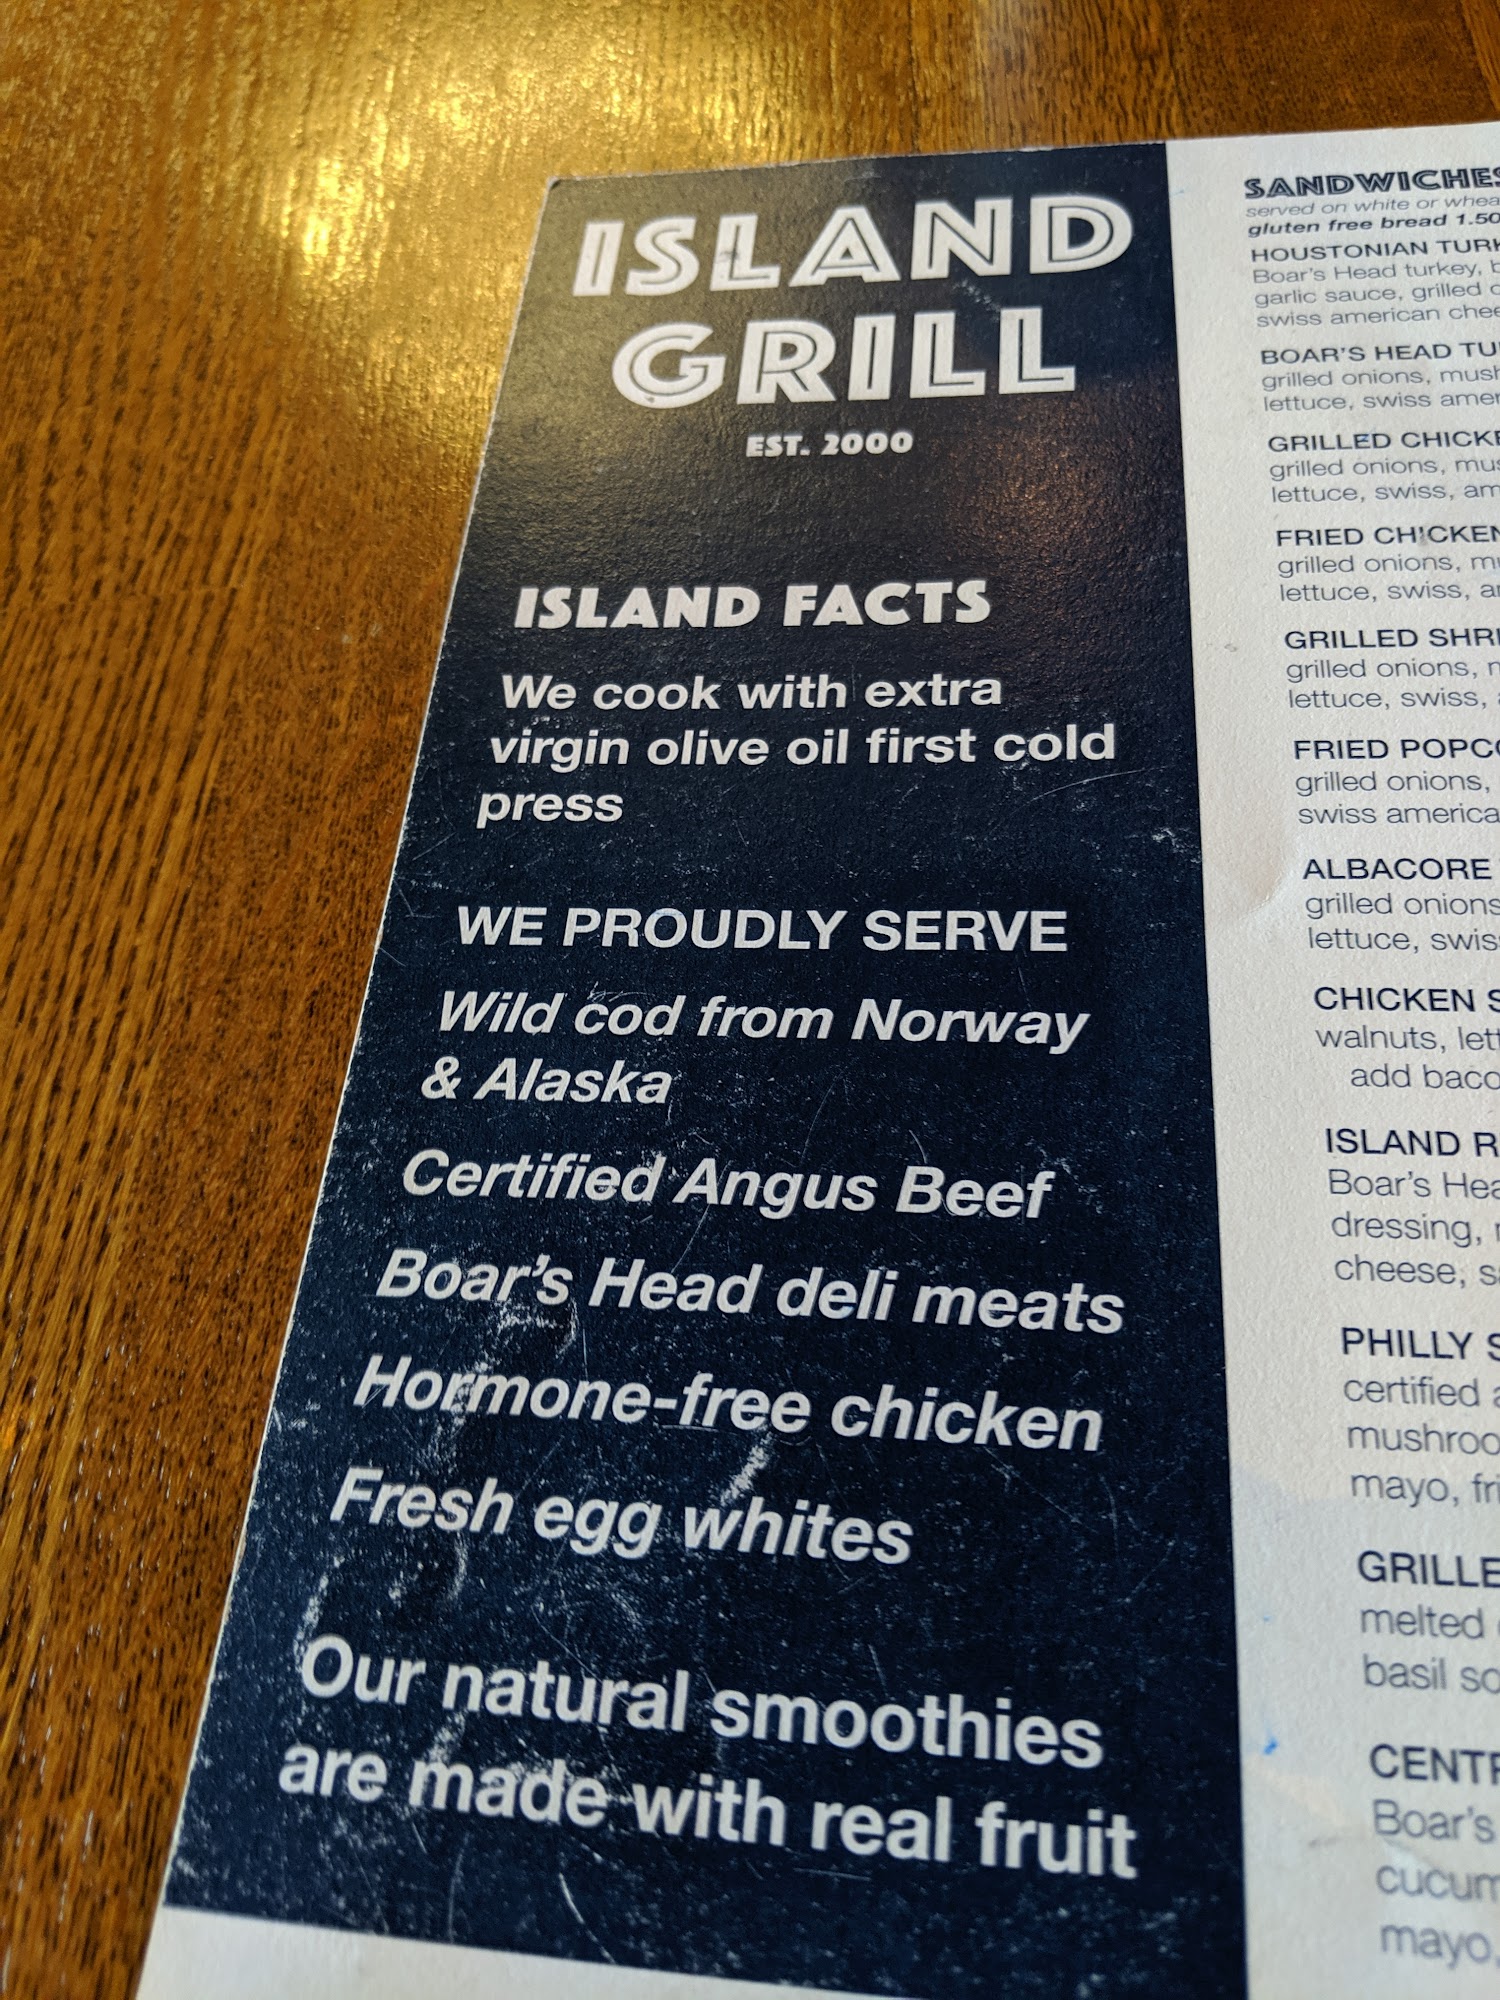 ISLAND
GRILL
EST. 2000
ISLAND FACTS
We cook with extra
virgin olive oil first cold
press
WE PROUDLY SERVE
Wild cod from Norway
& Alaska
Certified Angus Beef
Boar's Head deli meats
Hormone-free chicken
Fresh egg whites
Our natural smoothies
are made with real fruit
SANDWICHES
served on white or
gluten free bread 1.50
HOUSTONIAN
Boar's Head turkey,
garlic sauce, grilled
swiss american
BOAR'S HEAD
grilled onions,
lettuce, swiss
GRILLED
grilled onions,
lettuce, swiss,
FRIED CHICKEN
grilled onions,
lettuce, swiss,
GRILLED
grilled onions,
lettuce, swiss,
FRIED
grilled onions,
swiss
ALBACORE
grilled onions
lettuce,
CHICKEN
walnuts,
add
ISLAND
Boar's
dressing,
cheese,
PHILLY
certified
mayo,
melted
basil
Boar's
mayo,